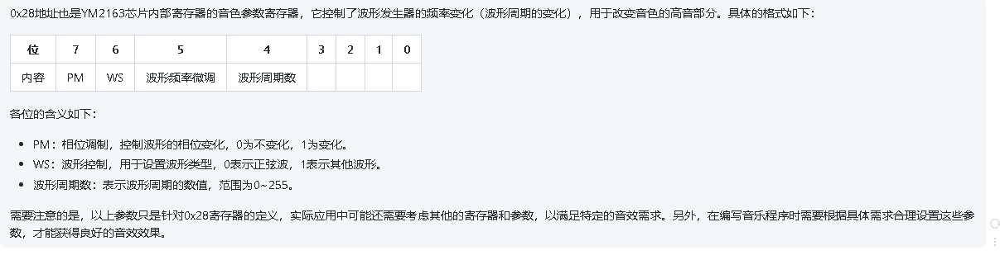 0x28地址也是YM2163芯片内部寄存器的音色参数寄存器，它控制了波形发生器的频率变化（波形周期的变化），用于改变音色的高音部分。具体的格式如下：
位 7 6 5 4 3 2 1 0
内容 PM WS 波形频率微调 波形周期数
各位的含义如下：
• PM：相位调制，控制波形的相位变化，0为不变化，1为变化。
• WS：波形控制，用于设置波形类型，0表示正弦波，1表示其他波形。
• 波形周期数：表示波形周期的数值，范围为0~255。
需要注意的是，以上参数只是针对0x28寄存器的定义，实际应用中可能还需要考虑其他的寄存器和参数，以满足特定的音效需求。另外，在编写音乐程序时需要根据具体需求合理设置这些参
数，才能获得良好的音效效果。